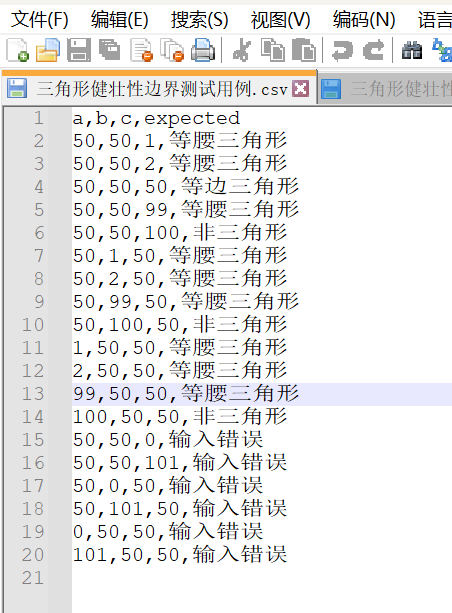 文件(F) 编辑(E) 搜索(S) 视图(V) 编码(N) 语言
三角形健壮性边界测试用例.csv 三角形健壮性
1 a,b,c,expected
2 50,50,1,等腰三角形
3 50,50,2,等腰三角形
4 50,50,50,等边三角形
5 50,50,99,等腰三角形
6 50,50,100,非三角形
7 50,1,50,等腰三角形
8 50,2,50,等腰三角形
9 50,99,50,等腰三角形
10 50,100,50,非三角形
11 1,50,50,等腰三角形
12 2,50,50,等腰三角形
13 99,50,50,等腰三角形
14 100,50,50,非三角形
15 50,50,0,输入错误
16 50,50,101,输入错误
17 50,0,50,输入错误
18 50,101,50,输入错误
19 0,50,50,输入错误
20 101,50,50,输入错误
21